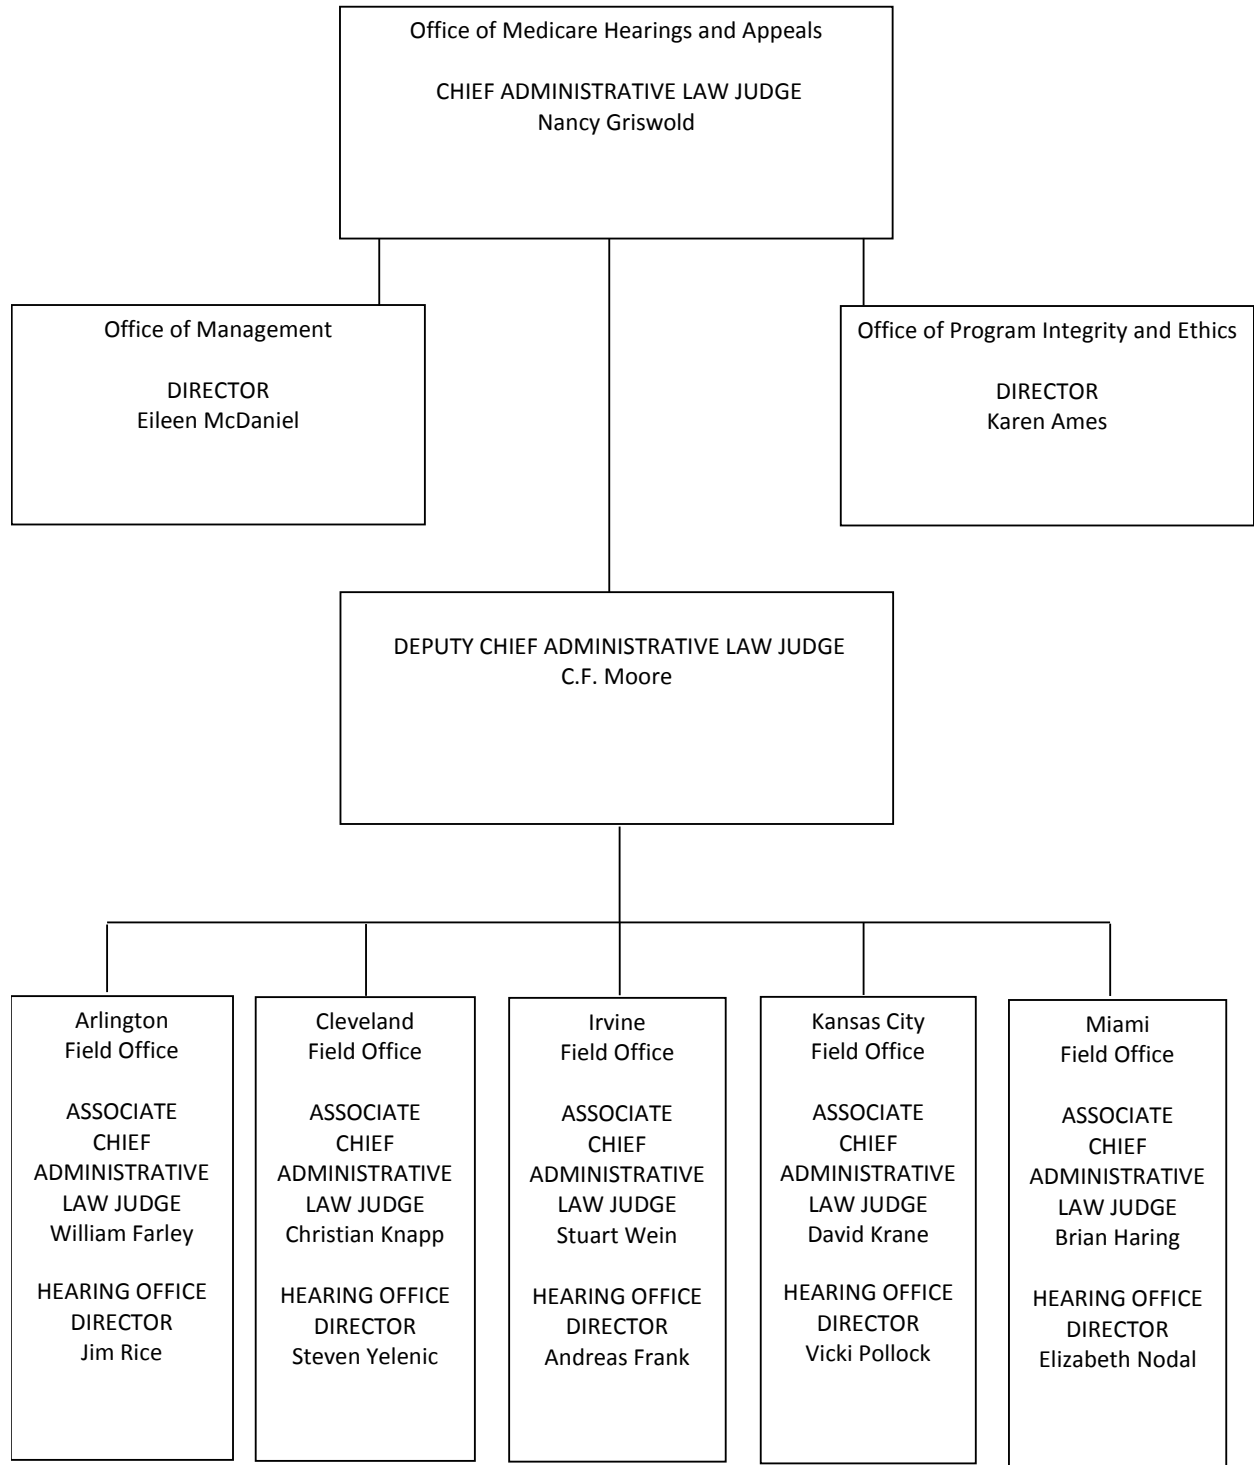 Office of Medicare Hearings and Appeals
CHIEF ADMINISTRATIVE LAW JUDGE
Nancy Griswold
Office of Management
DIRECTOR
Eileen McDaniel
Office of Program Integrity and Ethics
DIRECTOR
Karen Ames
DEPUTY CHIEF ADMINISTRATIVE LAW JUDGE
C.F. Moore
Arlington
Field Office
ASSOCIATE
CHIEF
ADMINISTRATIVE
LAW JUDGE
William Farley
HEARING OFFICE
DIRECTOR
Jim Rice
Cleveland
Field Office
ASSOCIATE
CHIEF
ADMINISTRATIVE
LAW JUDGE
Christian Knapp
HEARING OFFICE
DIRECTOR
Steven Yelenic
Irvine
Field Office
ASSOCIATE
CHIEF
ADMINISTRATIVE
LAW JUDGE
Stuart Wein
HEARING OFFICE
DIRECTOR
Andreas Frank
Kansas City
Field Office
ASSOCIATE
CHIEF
ADMINISTRATIVE
LAW JUDGE
David Krane
HEARING OFFICE
DIRECTOR
Vicki Pollock
Miami
Field Office
ASSOCIATE
CHIEF
ADMINISTRATIVE
LAW JUDGE
Brian Haring
HEARING OFFICE
DIRECTOR
Elizabeth Nodal